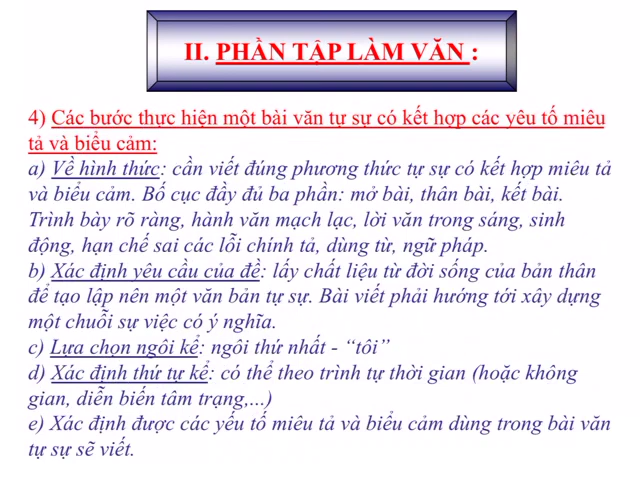 II. PHẦN TẬP LÀM VĂN :
4) Các bước thực hiện một bài văn tự sự có kết hợp các yêu tố miêu
tả và biểu cảm:
a) Về hình thức: cần viết đúng phương thức tự sự có kết hợp miêu tả
và biểu cảm. Bố cục đầy đủ ba phần: mở bài, thân bài, kết bài.
Trình bày rõ ràng, hành văn mạch lạc, lời văn trong sáng, sinh
động, hạn chế sai các lỗi chính tả, dùng từ, ngữ pháp.
b) Xác định yêu cầu của đề: lấy chất liệu từ đời sống của bản thân
để tạo lập nên một văn bản tự sự. Bài viết phải hướng tới xây dựng
một chuỗi sự việc có ý nghĩa.
c) Lựa chọn ngôi kể: ngôi thứ nhất - “tôi”
d) Xác định thứ tự kể: có thể theo trình tự thời gian (hoặc không
gian, diễn biến tâm trạng,...)
e) Xác định được các yếu tố miêu tả và biểu cảm dùng trong bài văn
tự sự sẽ viết.